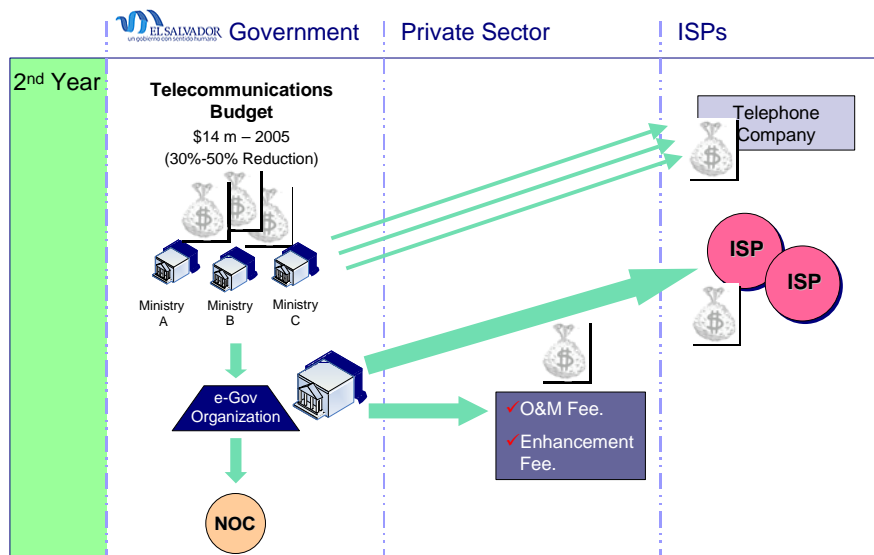 EL SALVADOR
un gobierno con sentido humano
Government
Private Sector
ISPs
2nd Year
Telecommunications
Budget
$14 m – 2005
(30%-50% Reduction)
Telephone
Company
ISP
ISP
Ministry
A
Ministry
B
Ministry
C
e-Gov
Organization
✓O&M Fee.
✓Enhancement
Fee.
NOC